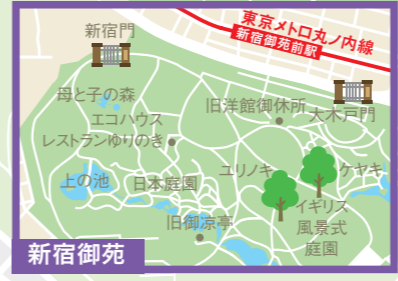 新宿門
東京メトロ丸ノ内線
新宿御苑前駅
母と子の森
エコハウス
レストランゆりのき
旧洋館御休所
大木戸門
上の池
日本庭園
ユリノキ
ケヤキ
旧御凉亭
イギリス
風景式
庭園
新宿御苑